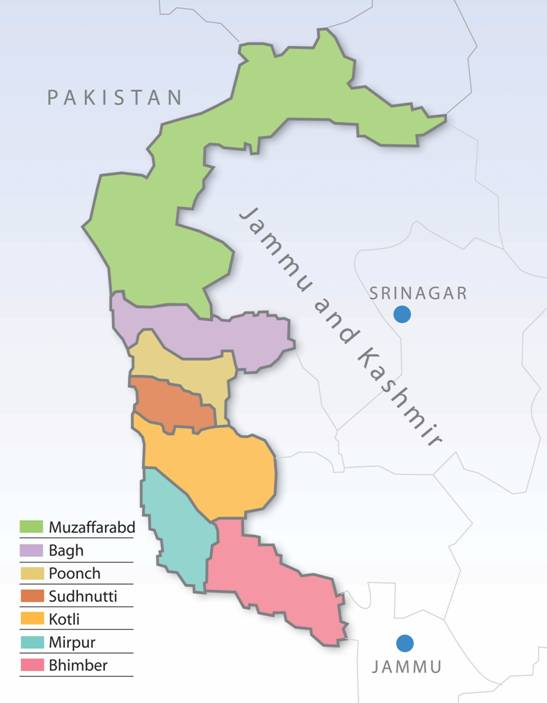 PAKISTAN
Jammu and Kashmir
SRINAGAR
Muzaffarabd
Bagh
Poonch
Sudhnutti
Kotli
Mirpur
Bhimber
JAMMU